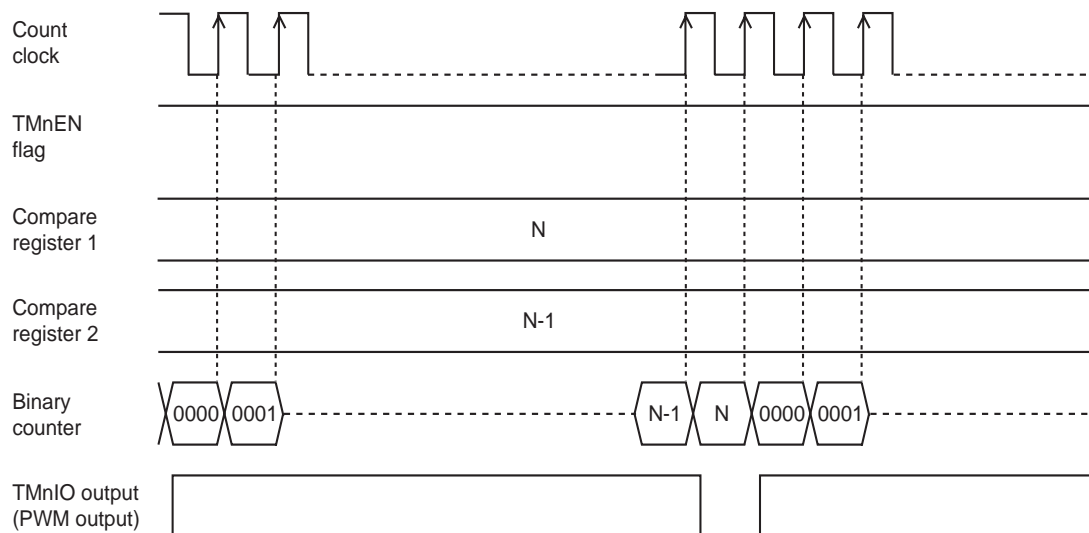 Count
clock
TMnEN
flag
Compare
register 1
N
Compare
register 2
N-1
Binary
counter
0000 0001 N-1 N 0000 0001
TMnIO output
(PWM output)